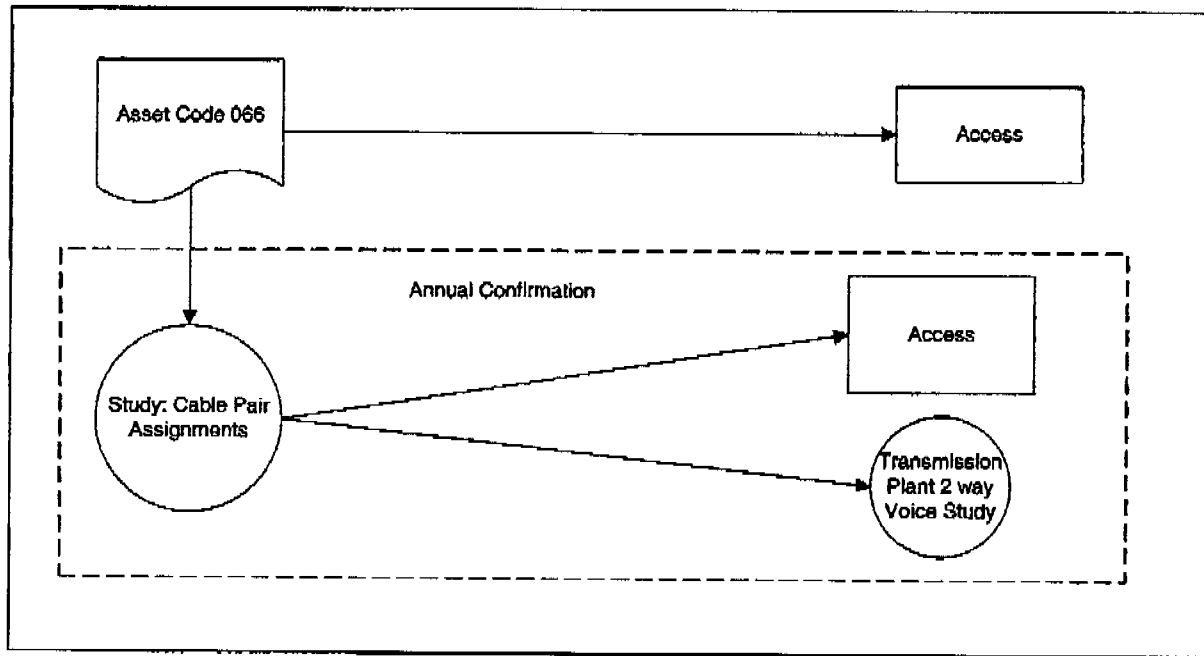 Asset Code 066
Access
Annual Confirmation
Access
Study: Cable Pair
Assignments
Transmission
Plant 2 way
Voice Study